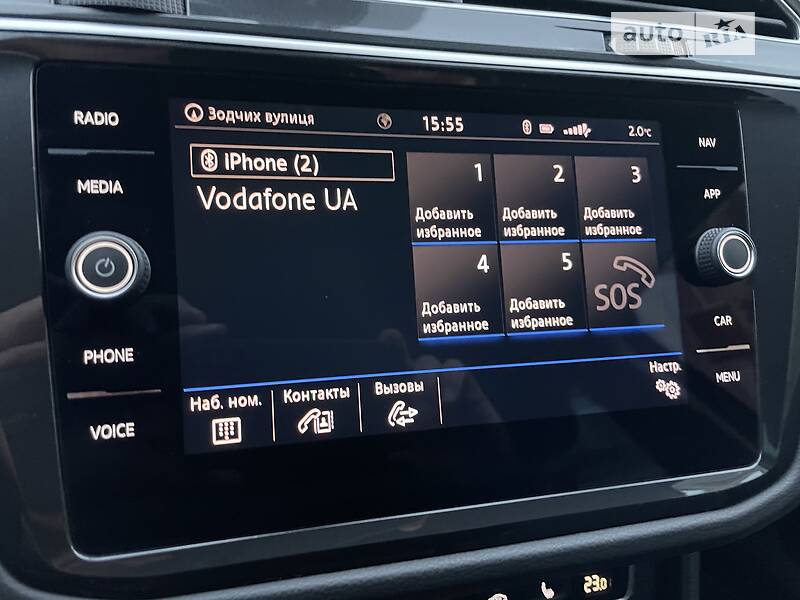 auto RIA
RADIO
MEDIA
PHONE
VOICE
Зодчих вулиця
15:55
2.0°C
iPhone (2)
Vodafone UA
1
Добавить
избранное
2
Добавить
избранное
3
Добавить
избранное
4
Добавить
избранное
5
Добавить
избранное
SOS
Наб. ном.
Контакты
Вызовы
Настр.
NAV
APP
CAR
MENU
23.0